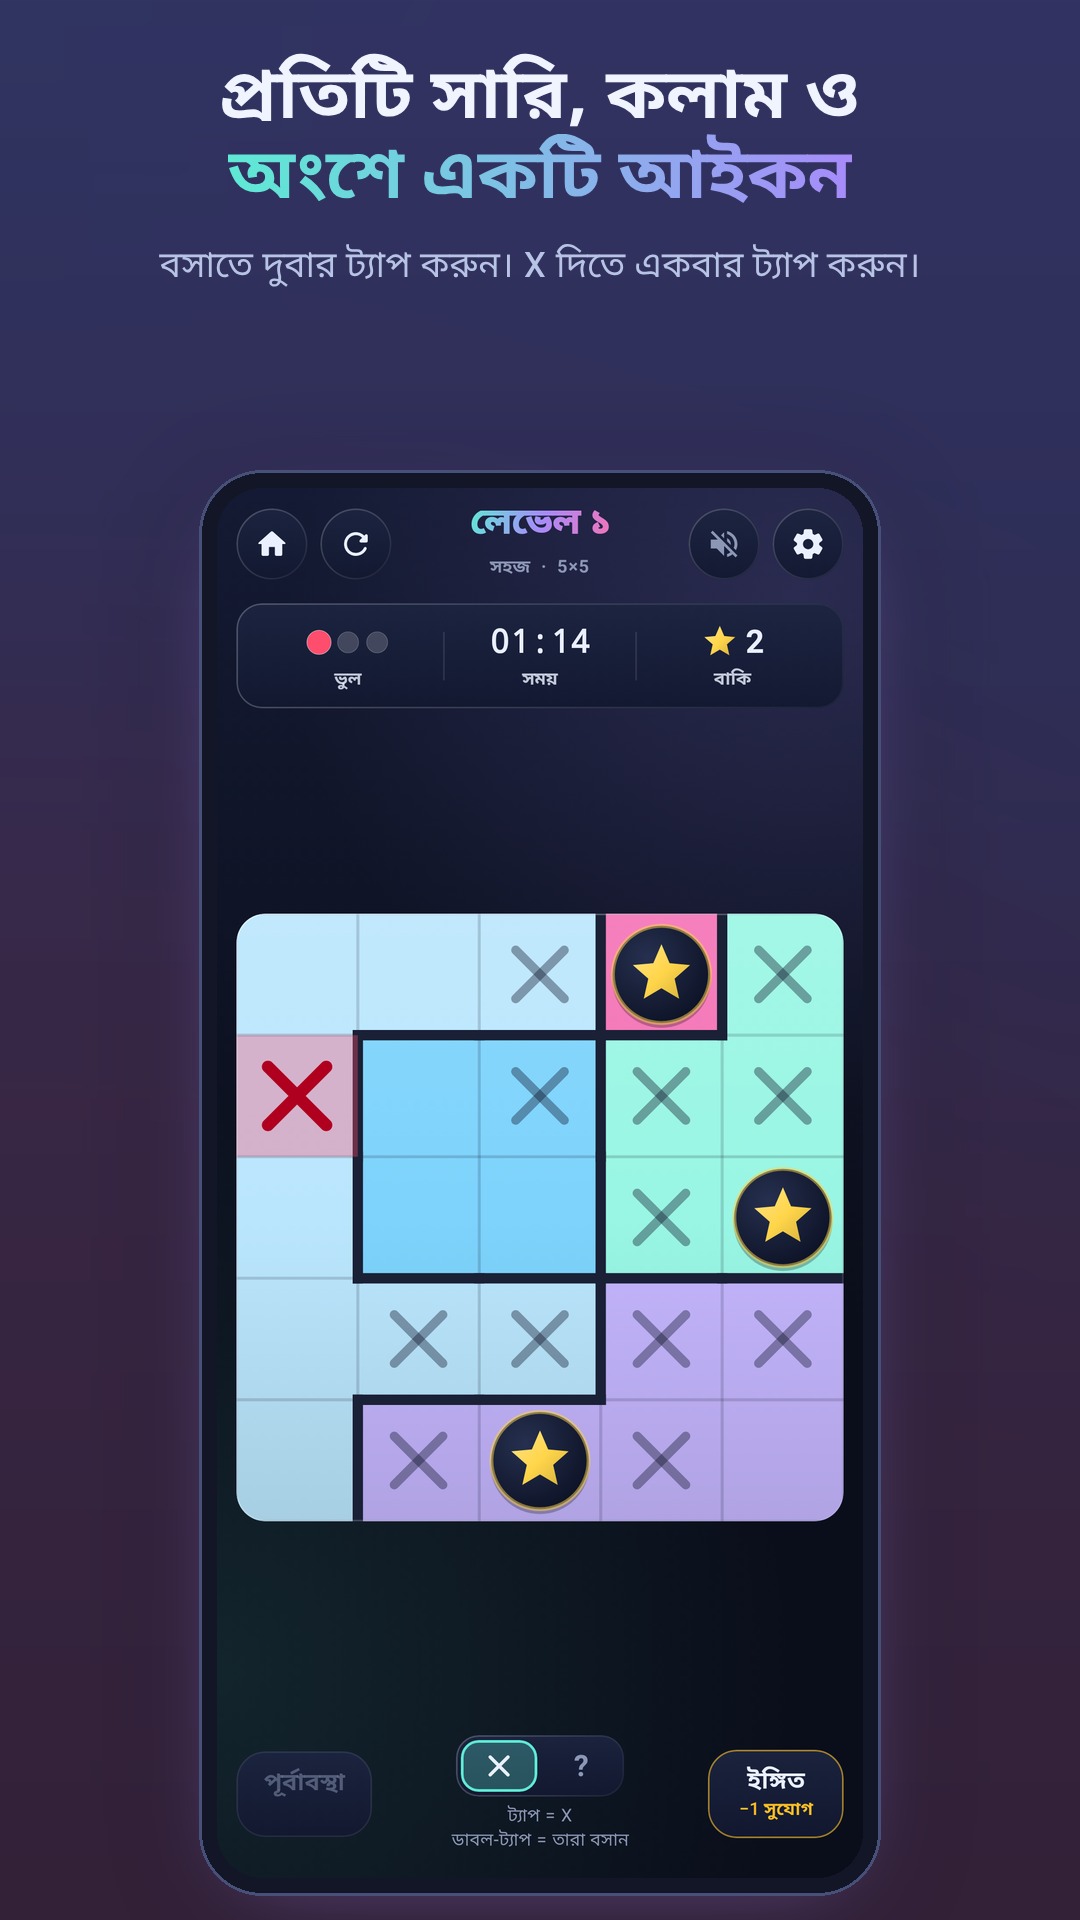 প্রতিটি সারি, কলাম ও
অংশে একটি আইকন
বসাতে দুবার ট্যাপ করুন। X দিতে একবার ট্যাপ করুন।
লেভেল ১
সহজ · 5×5
01:14
2
ভুল
সময়
বাকি
পূর্বাবস্থা
?
ইঙ্গিত
−1 সুযোগ
ট্যাপ = X
ডাবল-ট্যাপ = তারা বসান